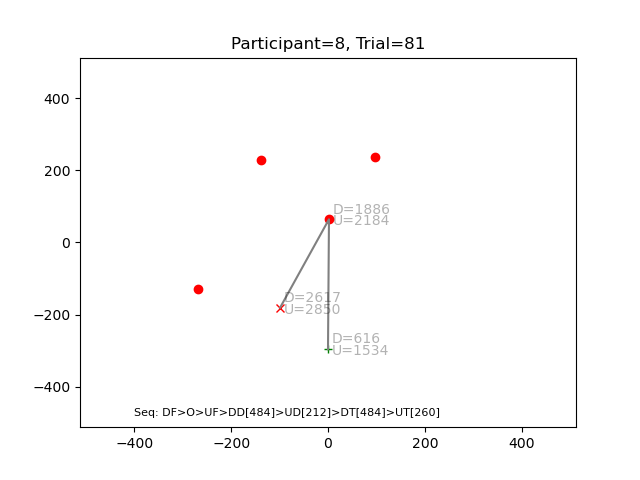 Participant=8, Trial=81
400
200
0
−200
−400
D=1886
U=2184
D=2617
U=2850
D=616
U=1534
Seq: DF>O>UF>DD[484]>UD[212]>DT[484]>UT[260]
−400 −200 0 200 400